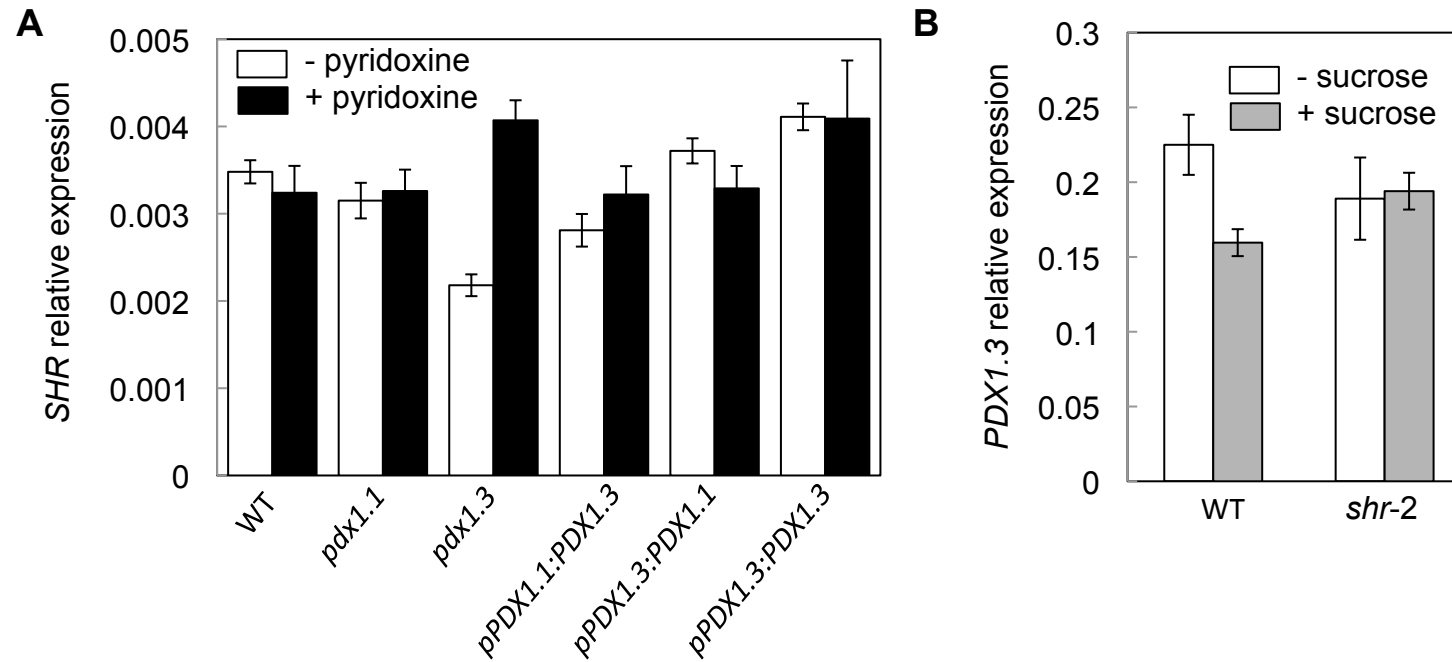 A
SHR relative expression
0.005
0.004
0.003
0.002
0.001
0
- pyridoxine
+ pyridoxine
WT
pdx1.1
pdx1.3
pPDX1.1:PDX1.3
pPDX1.3:PDX1.1
pPDX1.3:PDX1.3
B
PDX1.3 relative expression
0.3
0.25
0.2
0.15
0.1
0.05
0
- sucrose
+ sucrose
WT
shr-2